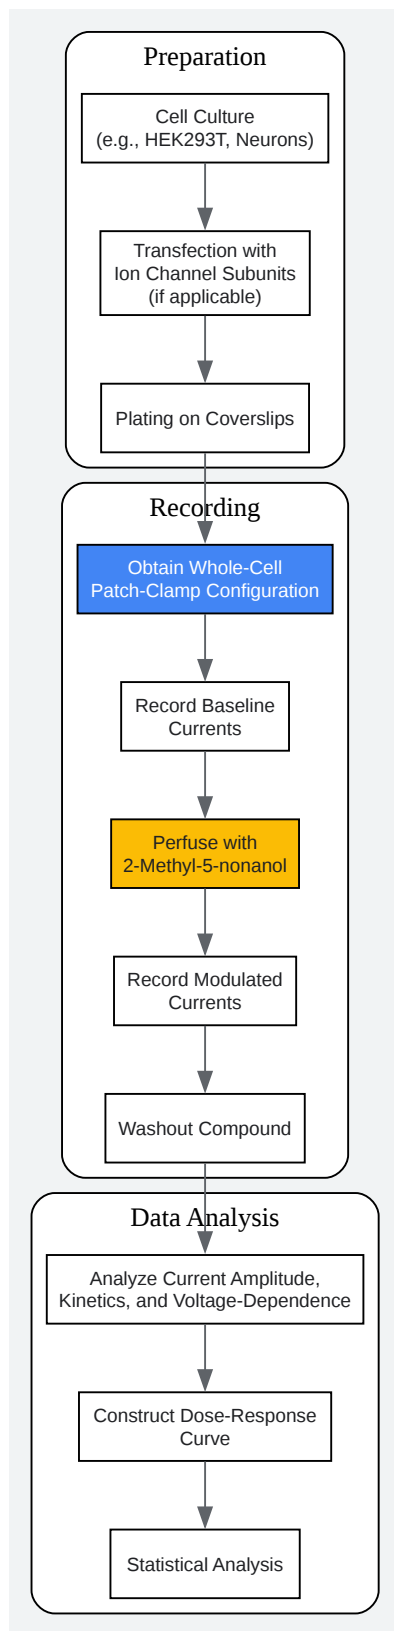 Preparation
Cell Culture
(e.g., HEK293T, Neurons)
Transfection with
Ion Channel Subunits
(if applicable)
Plating on Coverslips
Recording
Obtain Whole-Cell
Patch-Clamp Configuration
Record Baseline
Currents
Perfuse with
2-Methyl-5-nonanol
Record Modulated
Currents
Washout Compound
Data Analysis
Analyze Current Amplitude,
Kinetics, and Voltage-Dependence
Construct Dose-Response
Curve
Statistical Analysis